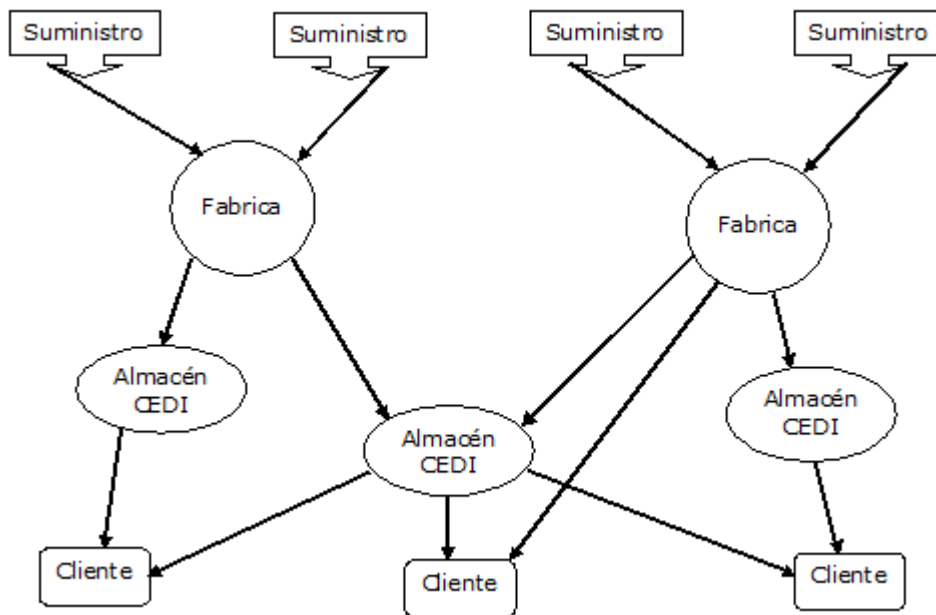 Suministro
Suministro
Suministro
Suministro
Fabrica
Fabrica
Almacén
CEDI
Almacén
CEDI
Almacén
CEDI
Cliente
Cliente
Cliente